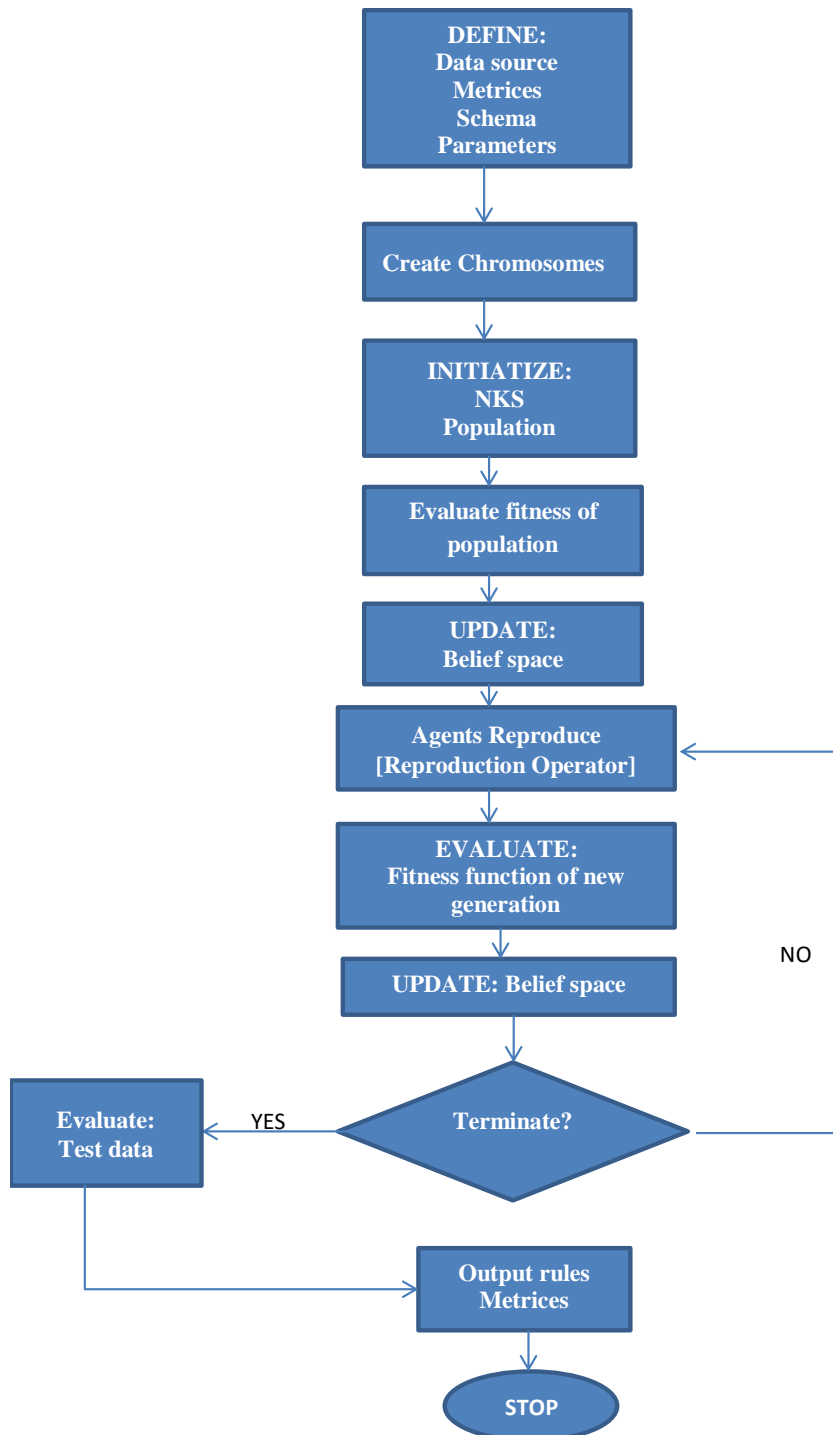 DEFINE:
Data source
Metrices
Schema
Parameters
Create Chromosomes
INITIATIZE:
NKS
Population
Evaluate fitness of
population
UPDATE:
Belief space
Agents Reproduce
[Reproduction Operator]
EVALUATE:
Fitness function of new
generation
NO
UPDATE: Belief space
Terminate?
YES
Evaluate:
Test data
Output rules
Metrices
STOP